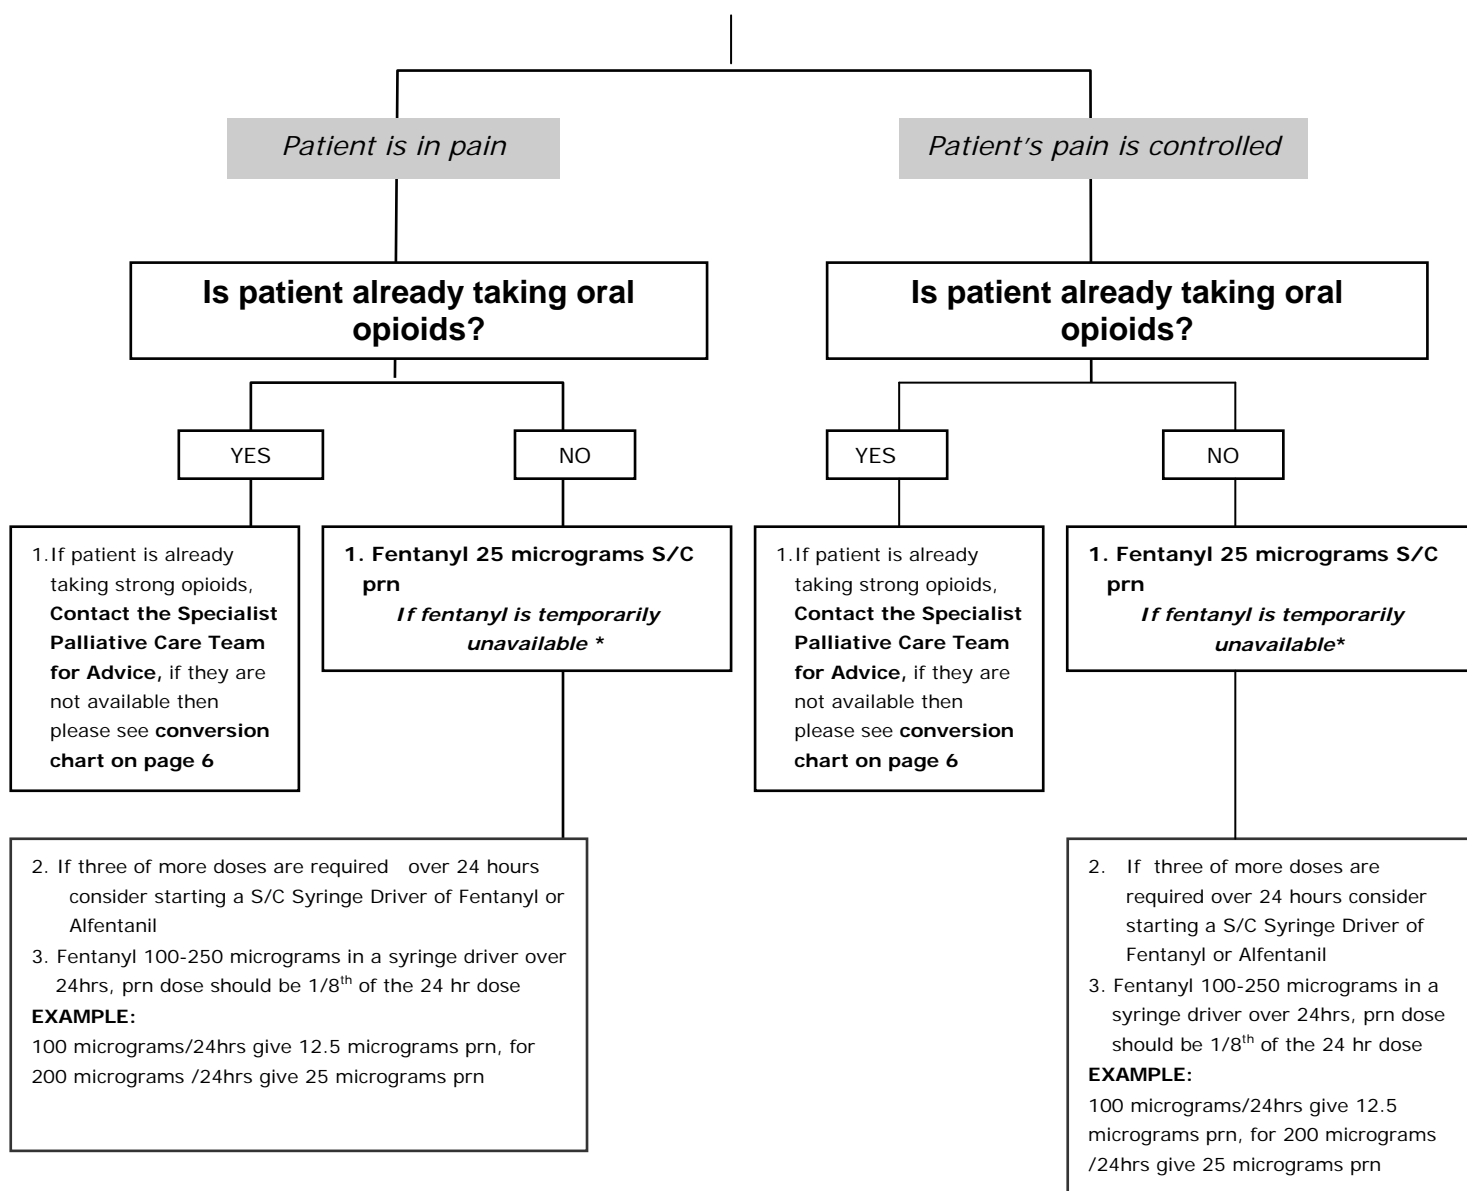 Patient is in pain
Patient's pain is controlled
Is patient already taking oral
opioids?
Is patient already taking oral
opioids?
YES
NO
YES
NO
1.If patient is already
taking strong opioids,
Contact the Specialist
Palliative Care Team
for Advice, if they are
not available then
please see conversion
chart on page 6
1. Fentanyl 25 micrograms S/C
prn
If fentanyl is temporarily
unavailable *
1.If patient is already
taking strong opioids,
Contact the Specialist
Palliative Care Team
for Advice, if they are
not available then
please see conversion
chart on page 6
1. Fentanyl 25 micrograms S/C
prn
If fentanyl is temporarily
unavailable*
2. If three of more doses are required over 24 hours
consider starting a S/C Syringe Driver of Fentanyl or
Alfentanil
3. Fentanyl 100-250 micrograms in a syringe driver over
24hrs, prn dose should be 1/8th of the 24 hr dose
EXAMPLE:
100 micrograms/24hrs give 12.5 micrograms prn, for
200 micrograms /24hrs give 25 micrograms prn
2. If three of more doses are
required over 24 hours consider
starting a S/C Syringe Driver of
Fentanyl or Alfentanil
3. Fentanyl 100-250 micrograms in a
syringe driver over 24hrs, prn dose
should be 1/8th of the 24 hr dose
EXAMPLE:
100 micrograms/24hrs give 12.5
micrograms prn, for 200 micrograms
/24hrs give 25 micrograms prn